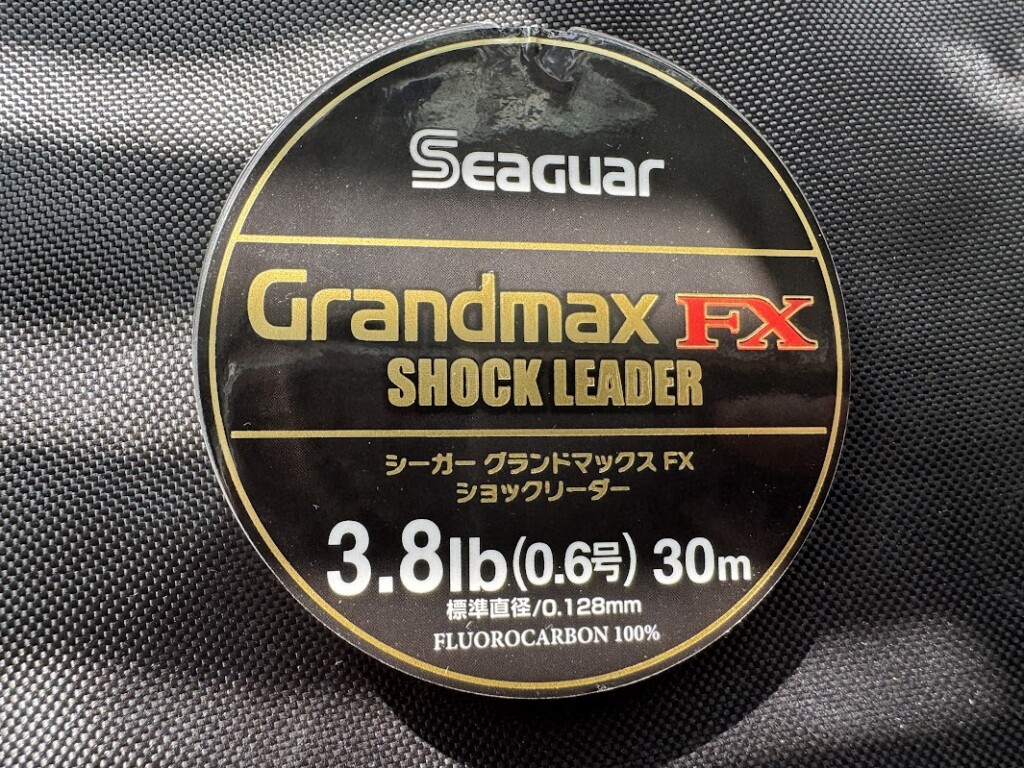 Seaguar
Grandmax FX
SHOCK LEADER
シーガー グランドマックス FX
ショックリーダー
3.8lb(0.6号) 30m
標準直径/0.128mm
FLUOROCARBON 100%